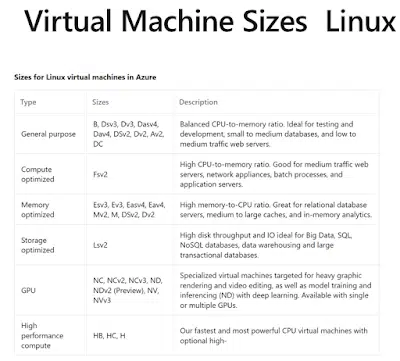 Virtual Machine Sizes Linux
Sizes for Linux virtual machines in Azure
Type Sizes Description
General purpose
B, Dsv3, Dv3, Dasv4,
Dav4, DSv2, Dv2, Av2,
DC
Balanced CPU-to-memory ratio. Ideal for testing and
development, small to medium databases, and low to
medium traffic web servers.
Compute
optimized
Fsv2
High CPU-to-memory ratio. Good for medium traffic web
servers, network appliances, batch processes, and
application servers.
Memory
optimized
Esv3, Ev3, Easv4, Eav4,
Mv2, M, DSv2, Dv2
High memory-to-CPU ratio. Great for relational database
servers, medium to large caches, and in-memory analytics.
Storage
optimized
Lsv2
High disk throughput and IO ideal for Big Data, SQL,
NoSQL databases, data warehousing and large
transactional databases.
GPU
NC, NCv2, NCv3, ND,
NDv2 (Preview), NV,
NVv3
Specialized virtual machines targeted for heavy graphic
rendering and video editing, as well as model training and
inferencing (ND) with deep learning. Available with single
or multiple GPUs.
High
performance
compute
HB, HC, H
Our fastest and most powerful CPU virtual machines with
optional high-